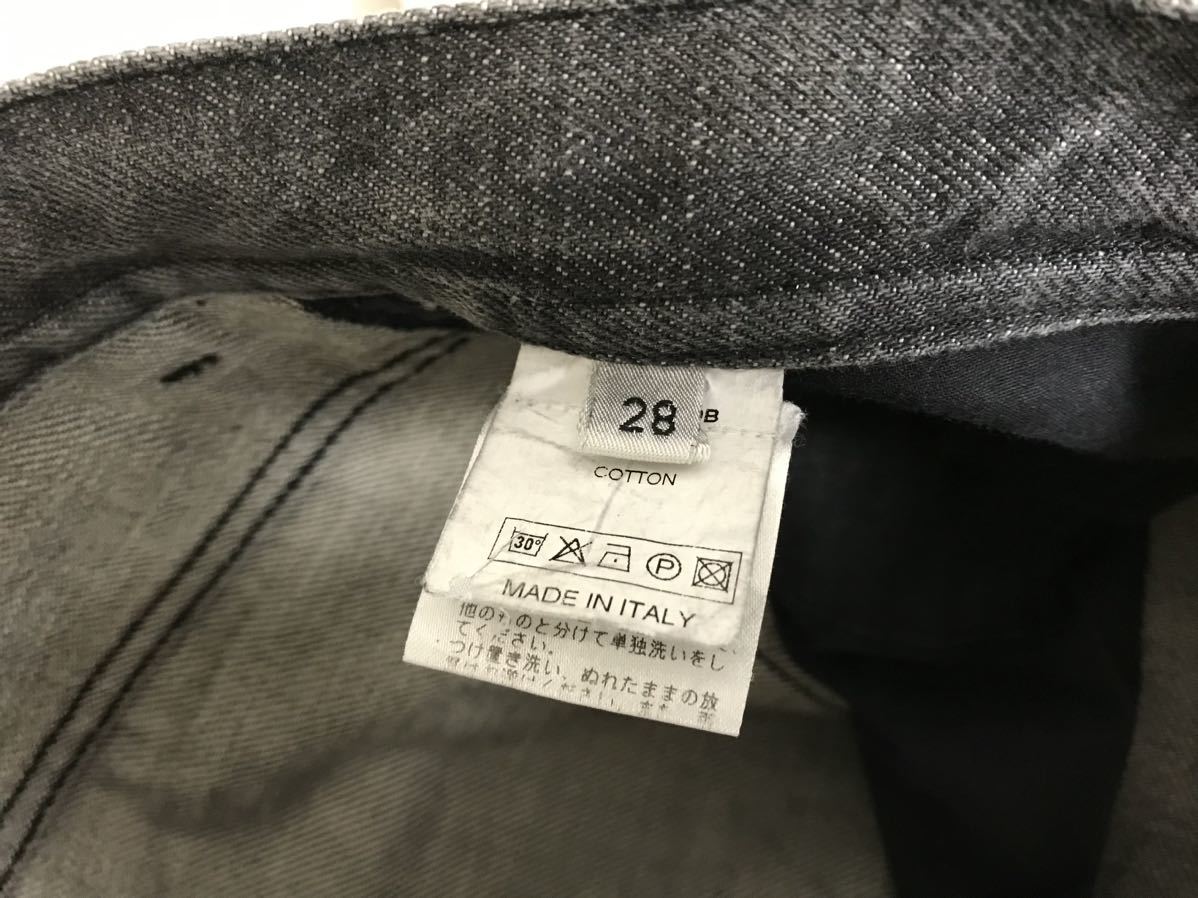 28
COTTON
30°
P
MADE IN ITALY
他のものと分けて単独洗いをし
てください。
つけ置き洗い、ぬれたままの放